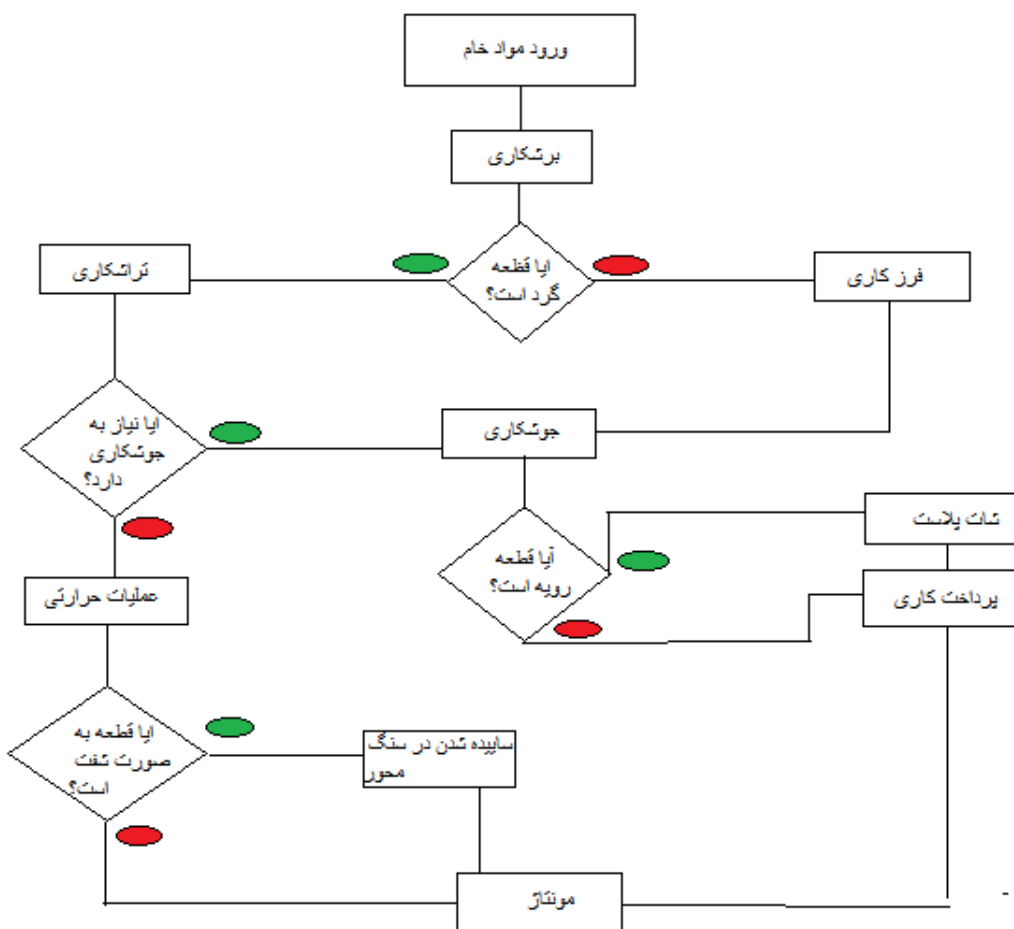 ورود مواد خام
برشکاری
ایا قطعه
گرد است؟
تراشکاری
فرز کاری
ایا نیاز به
جوشکاری
دارد؟
جوشکاری
آیا قطعه
رویه است؟
شات پلاست
پرداخت کاری
عملیات حرارتی
ایا قطعه به
صورت شفت
است؟
ساییده شدن در سنگ
محور
مونتاژ